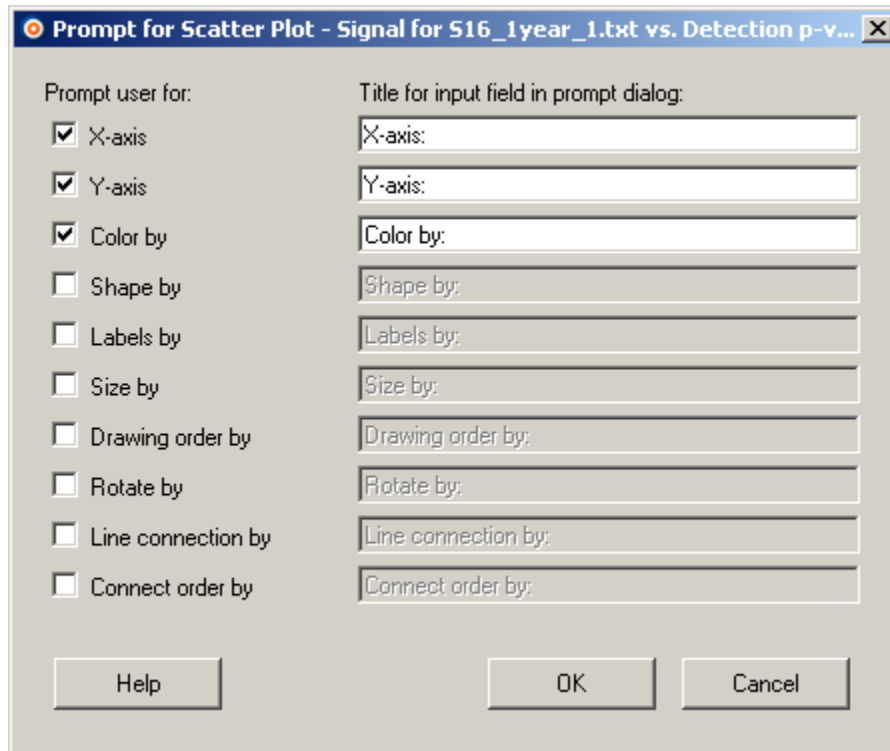 Prompt for Scatter Plot - Signal for S16_1year_1.txt vs. Detection p-v...
Prompt user for: Title for input field in prompt dialog:
X-axis X-axis:
Y-axis Y-axis:
Color by Color by:
Shape by Shape by:
Labels by Labels by:
Size by Size by:
Drawing order by Drawing order by:
Rotate by Rotate by:
Line connection by Line connection by:
Connect order by Connect order by:
Help OK Cancel